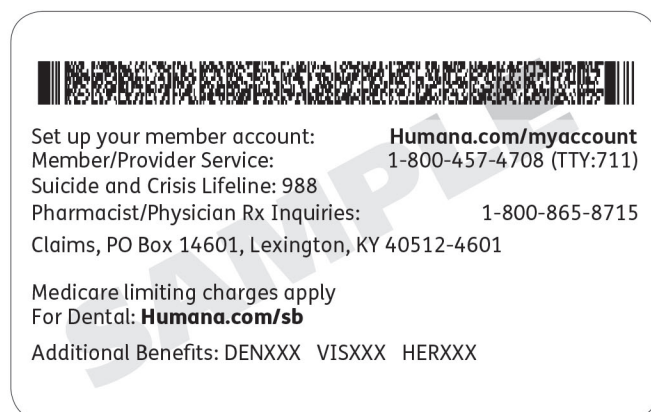 Set up your member account: Humana.com/myaccount
Member/Provider Service: 1-800-457-4708 (TTY:711)
Suicide and Crisis Lifeline: 988
Pharmacist/Physician Rx Inquiries: 1-800-865-8715
Claims, PO Box 14601, Lexington, KY 40512-4601
Medicare limiting charges apply
For Dental: Humana.com/sb
Additional Benefits: DENXXX VISXXX HERXXX
SAMPLE